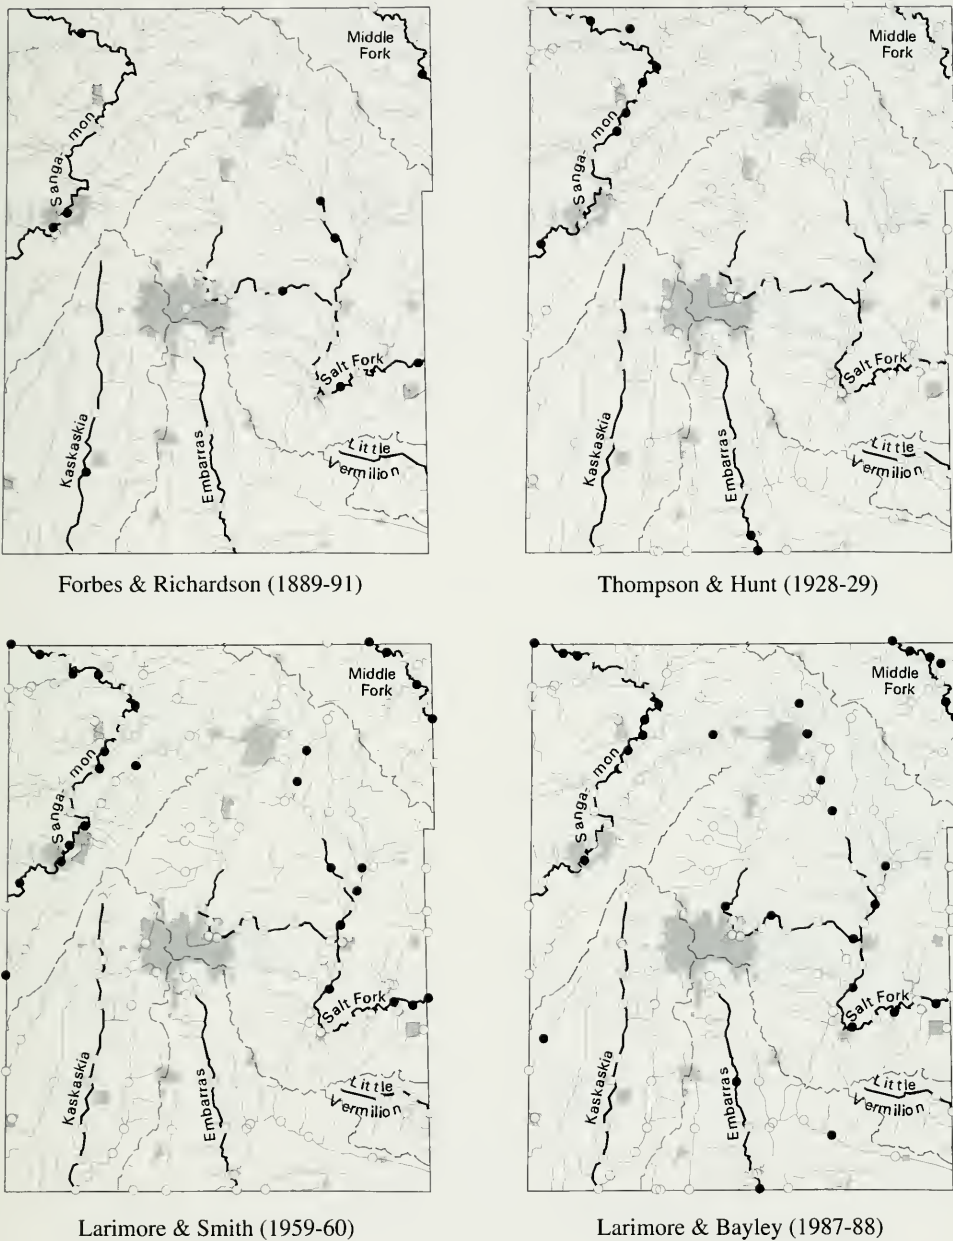 Middle
Fork
Sanga-
mon
Salt Fork
Kaskaskia
Embarras
Little
Vermilion
Forbes & Richardson (1889-91)
Middle
Fork
Sanga-
mon
Salt Fork
Kaskaskia
Embarras
Little
Vermilion
Thompson & Hunt (1928-29)
Middle
Fork
Sanga-
mon
Salt Fork
Kaskaskia
Embarras
Little
Vermilion
Larimore & Smith (1959-60)
Middle
Fork
Sanga-
mon
Salt Fork
Kaskaskia
Embarras
Little
Vermilion
Larimore & Bayley (1987-88)